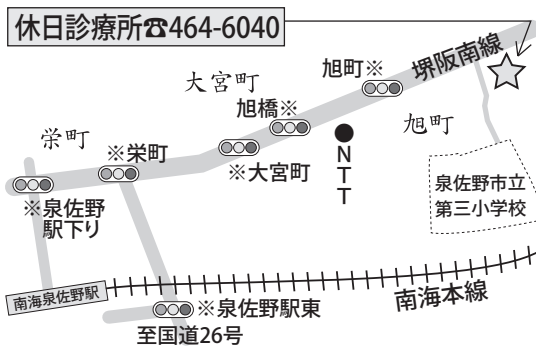 休日診療所☎464-6040
旭町※
堺阪南線
大宮町
旭橋※
旭町
栄町
※栄町
※大宮町
NTT
泉佐野市立
第三小学校
※泉佐野
駅下り
南海泉佐野駅
南海本線
※泉佐野駅東
至国道26号